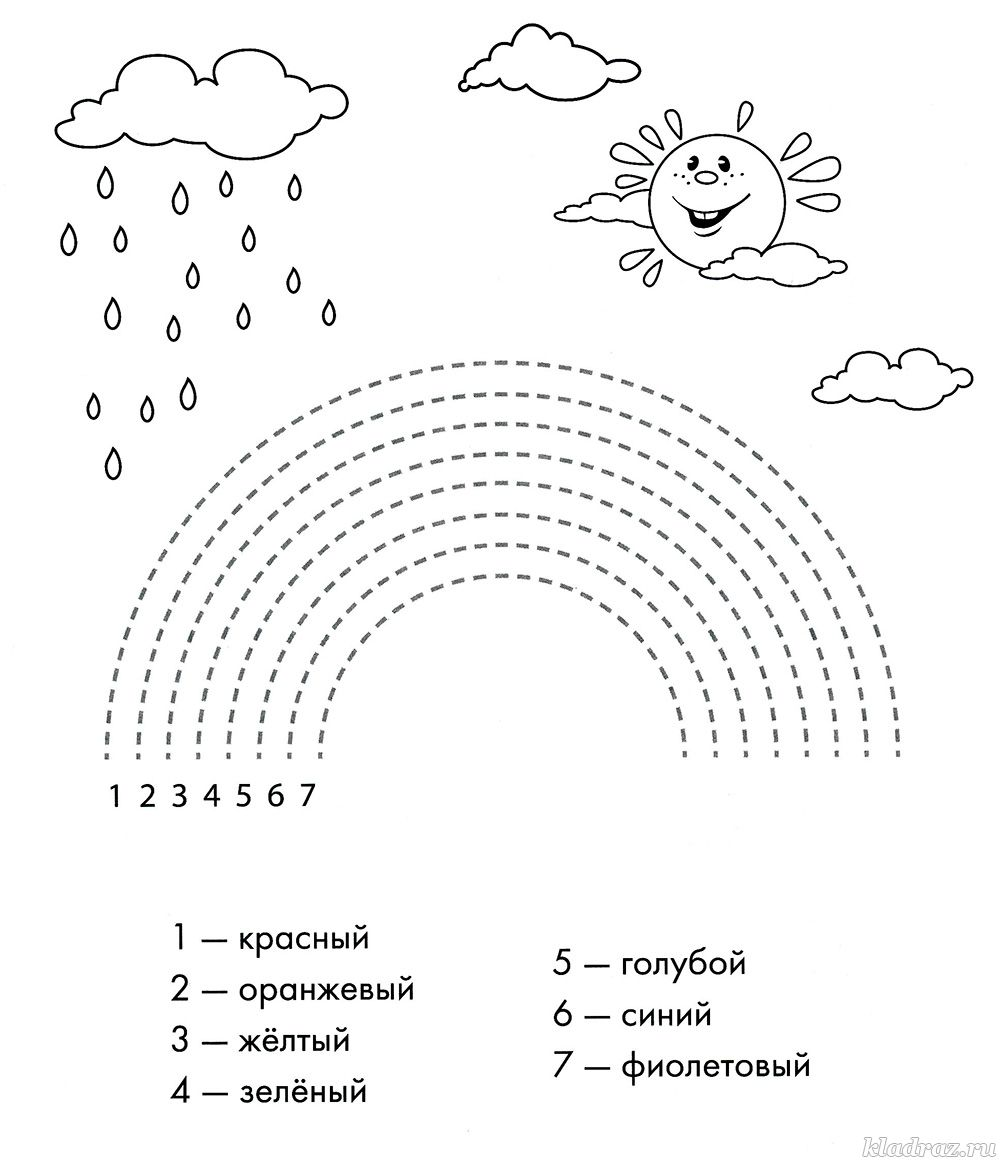 1 2 3 4 5 6 7
1 — красный
2 — оранжевый
3 — жёлтый
4 — зелёный
5 — голубой
6 — синий
7 — фиолетовый
kladraz.ru